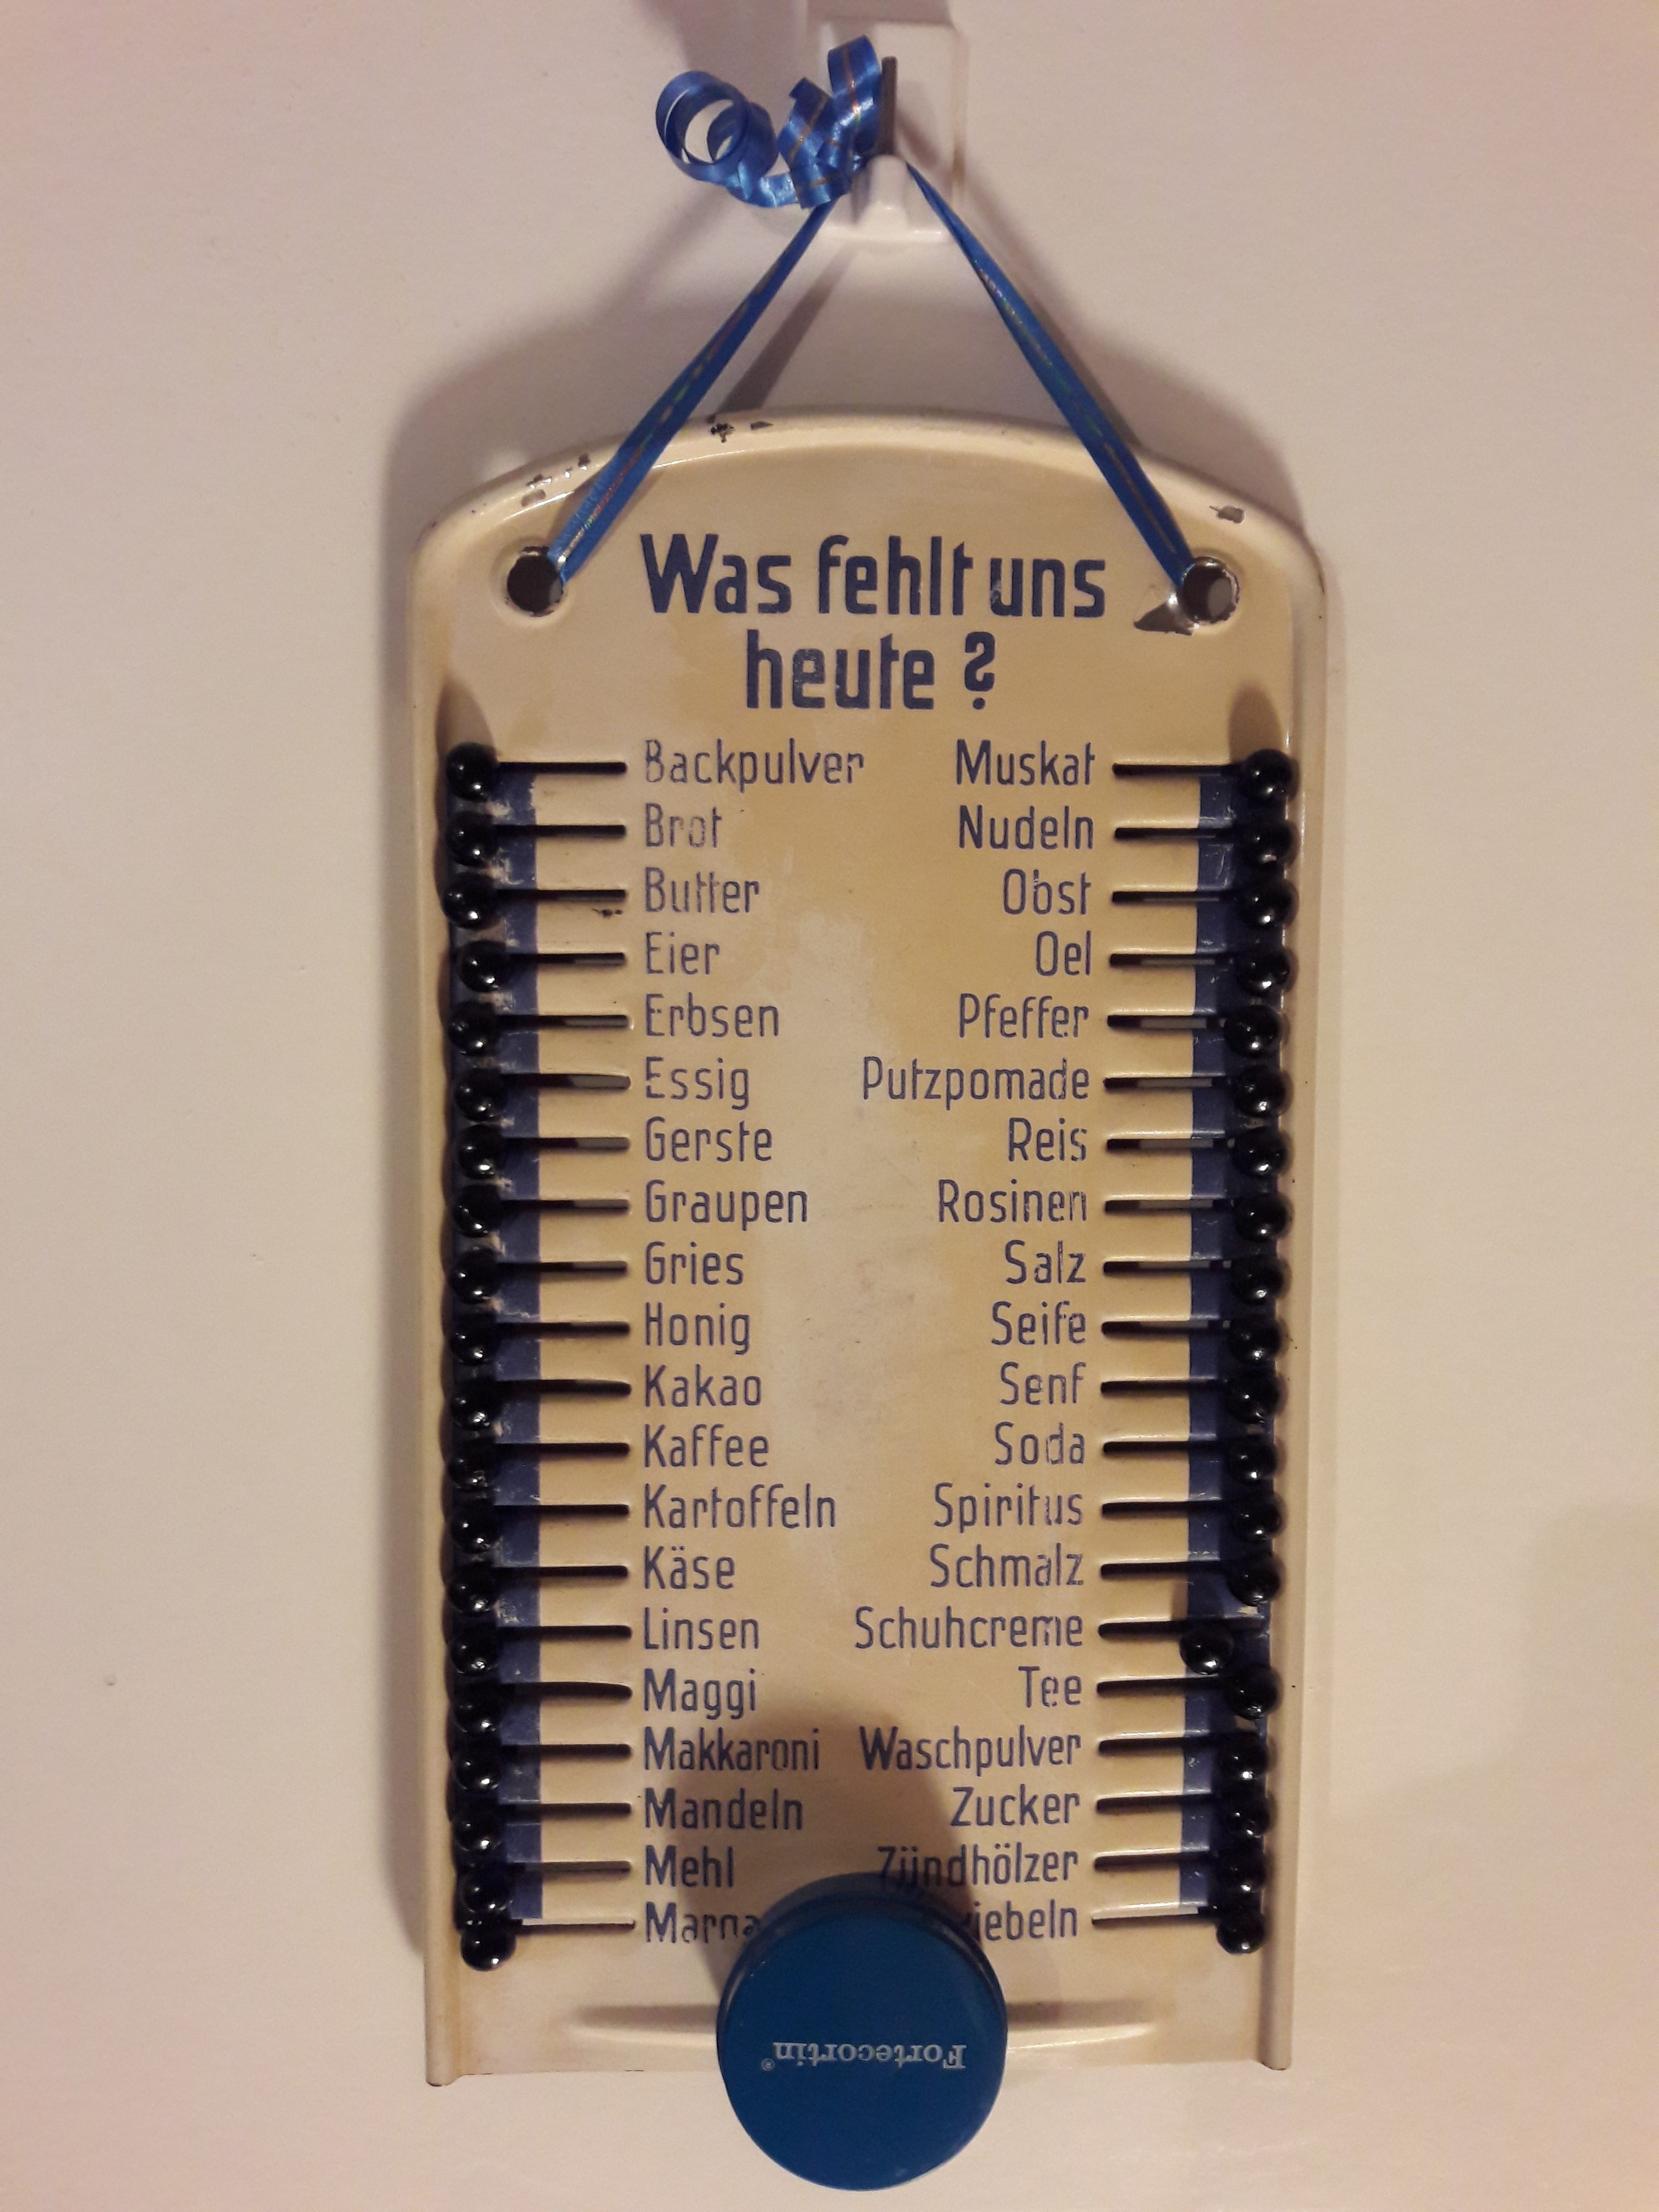 Was fehlt uns
heute ?
Backpulver
Brot
Butter
Eier
Erbsen
Essig
Gerste
Graupen
Gries
Honig
Kakao
Kaffee
Kartoffeln
Käse
Linsen
Maggi
Makkaroni
Mandeln
Mehl
Muskat
Nudeln
Obst
Oel
Pfeffer
Putzpomade
Reis
Rosinen
Salz
Seife
Senf
Soda
Spiritus
Schmalz
Schuhcreme
Tee
Waschpulver
Zucker
Zündhölzer
Fortecortin®